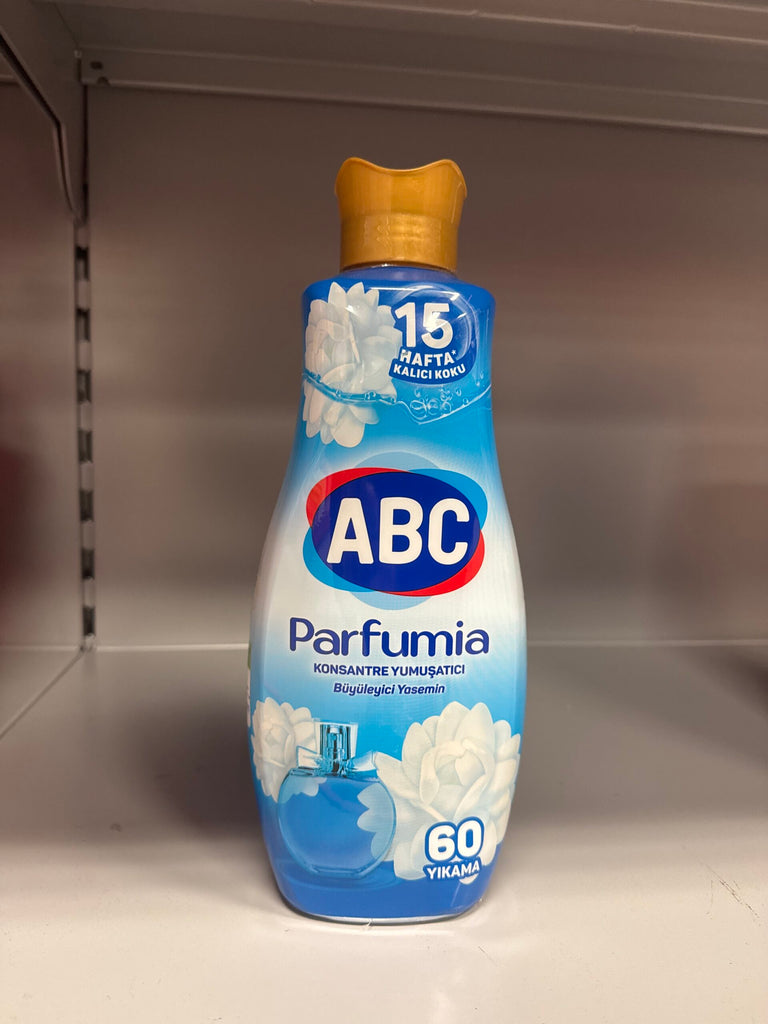 15
HAFTA*
KALICI KOKU
ABC
Parfumia
KONSANTRE YUMUŞATICI
Büyüleyici Yasemin
60
YIKAMA